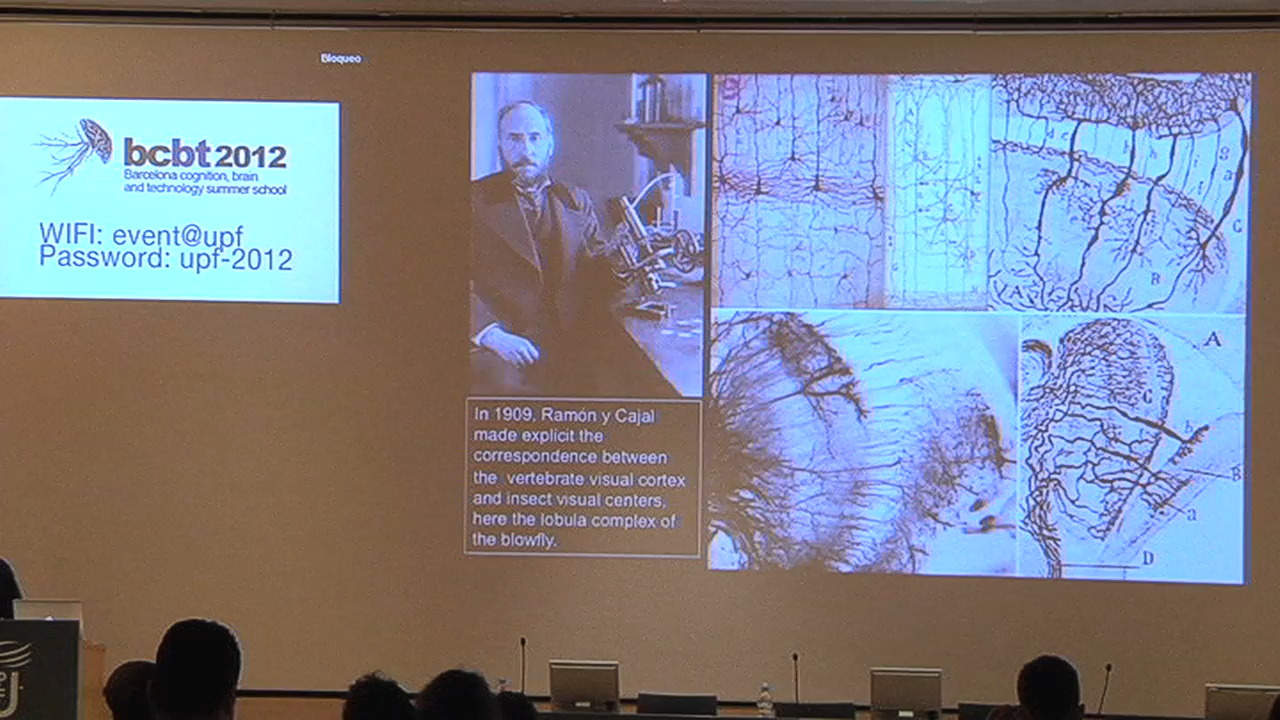 Bloqueo
bcbt 2012
Barcelona cognition, brain
and technology summer school
WIFI: event@upf
Password: upf-2012
In 1909, Ramón y Cajal
made explicit the
correspondence between
the vertebrate visual cortex
and insect visual centers,
here the lobula complex of
the blowfly.
G
B
A
A
C
b
B
a
D